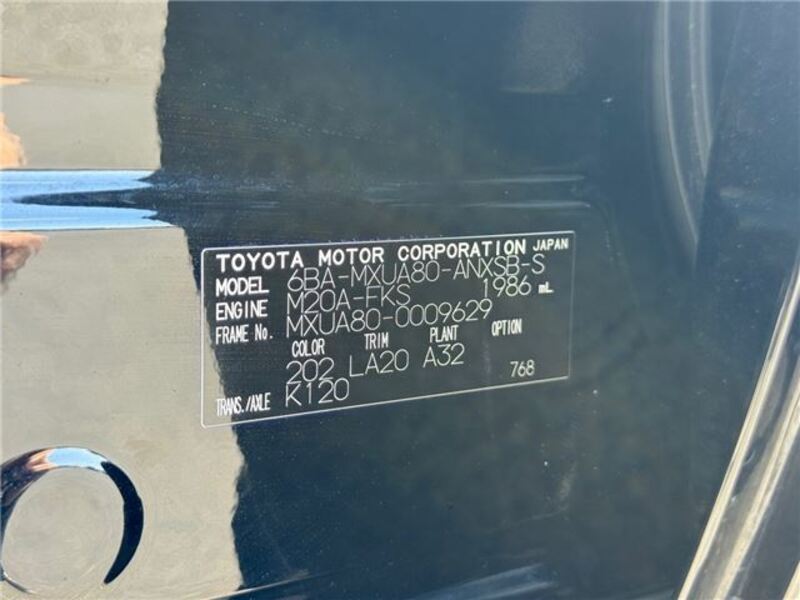 TOYOTA MOTOR CORPORATION JAPAN
MODEL 6BA-MXUA80-ANXSB-S
ENGINE M20A-FKS 1986 mL
FRAME No. MXUA80-0009629
COLOR TRIM PLANT OPTION
202 LA20 A32
TRANS./AXLE K120 768